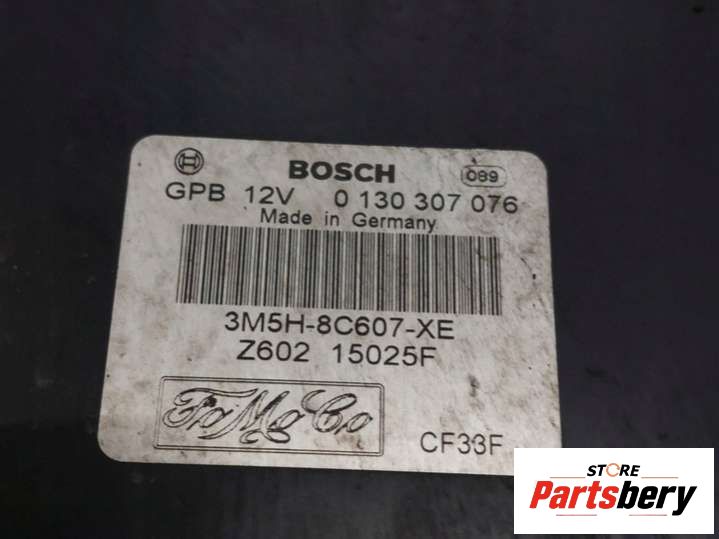 BOSCH 089
GPB 12V 0 130 307 076
Made in Germany
3M5H-8C607-XE
Z602 15025F
FoMoCo
CF33F
STORE
Partsbery